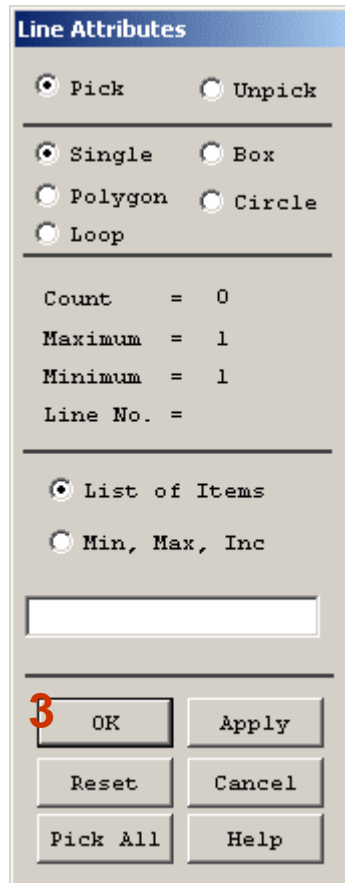 Line Attributes
Pick Unpick
Single Box
Polygon Circle
Loop
Count = 0
Maximum = 1
Minimum = 1
Line No. =
List of Items
Min, Max, Inc
3 OK Apply
Reset Cancel
Pick All Help